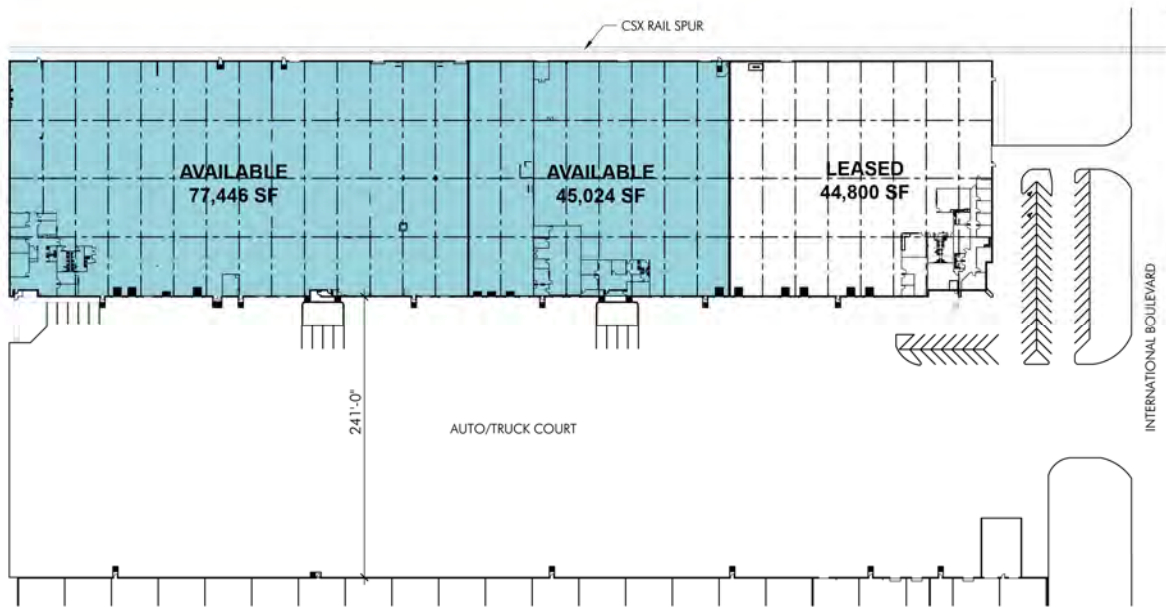 CSX RAIL SPUR
AVAILABLE
77,446 SF
AVAILABLE
45,024 SF
LEASED
44,800 SF
INTERNATIONAL BOULEVARD
241'-0"
AUTO/TRUCK COURT